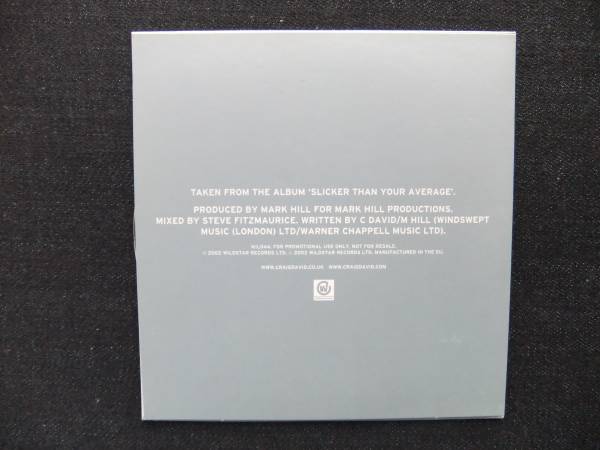 TAKEN FROM THE ALBUM 'SLICKER THAN YOUR AVERAGE'.
PRODUCED BY MARK HILL FOR MARK HILL PRODUCTIONS.
MIXED BY STEVE FITZMAURICE. WRITTEN BY C DAVID/M HILL (WINDSWEPT
MUSIC (LONDON) LTD/WARNER CHAPPELL MUSIC LTD).
FOR PROMOTIONAL USE ONLY, NOT FOR RESALE.
℗ 2002 WILDSTAR RECORDS LTD. © 2002 WILDSTAR RECORDS LTD. MANUFACTURED IN THE EU.
WWW.CRAIGDAVID.CO.UK WWW.CRAIGDAVID.COM